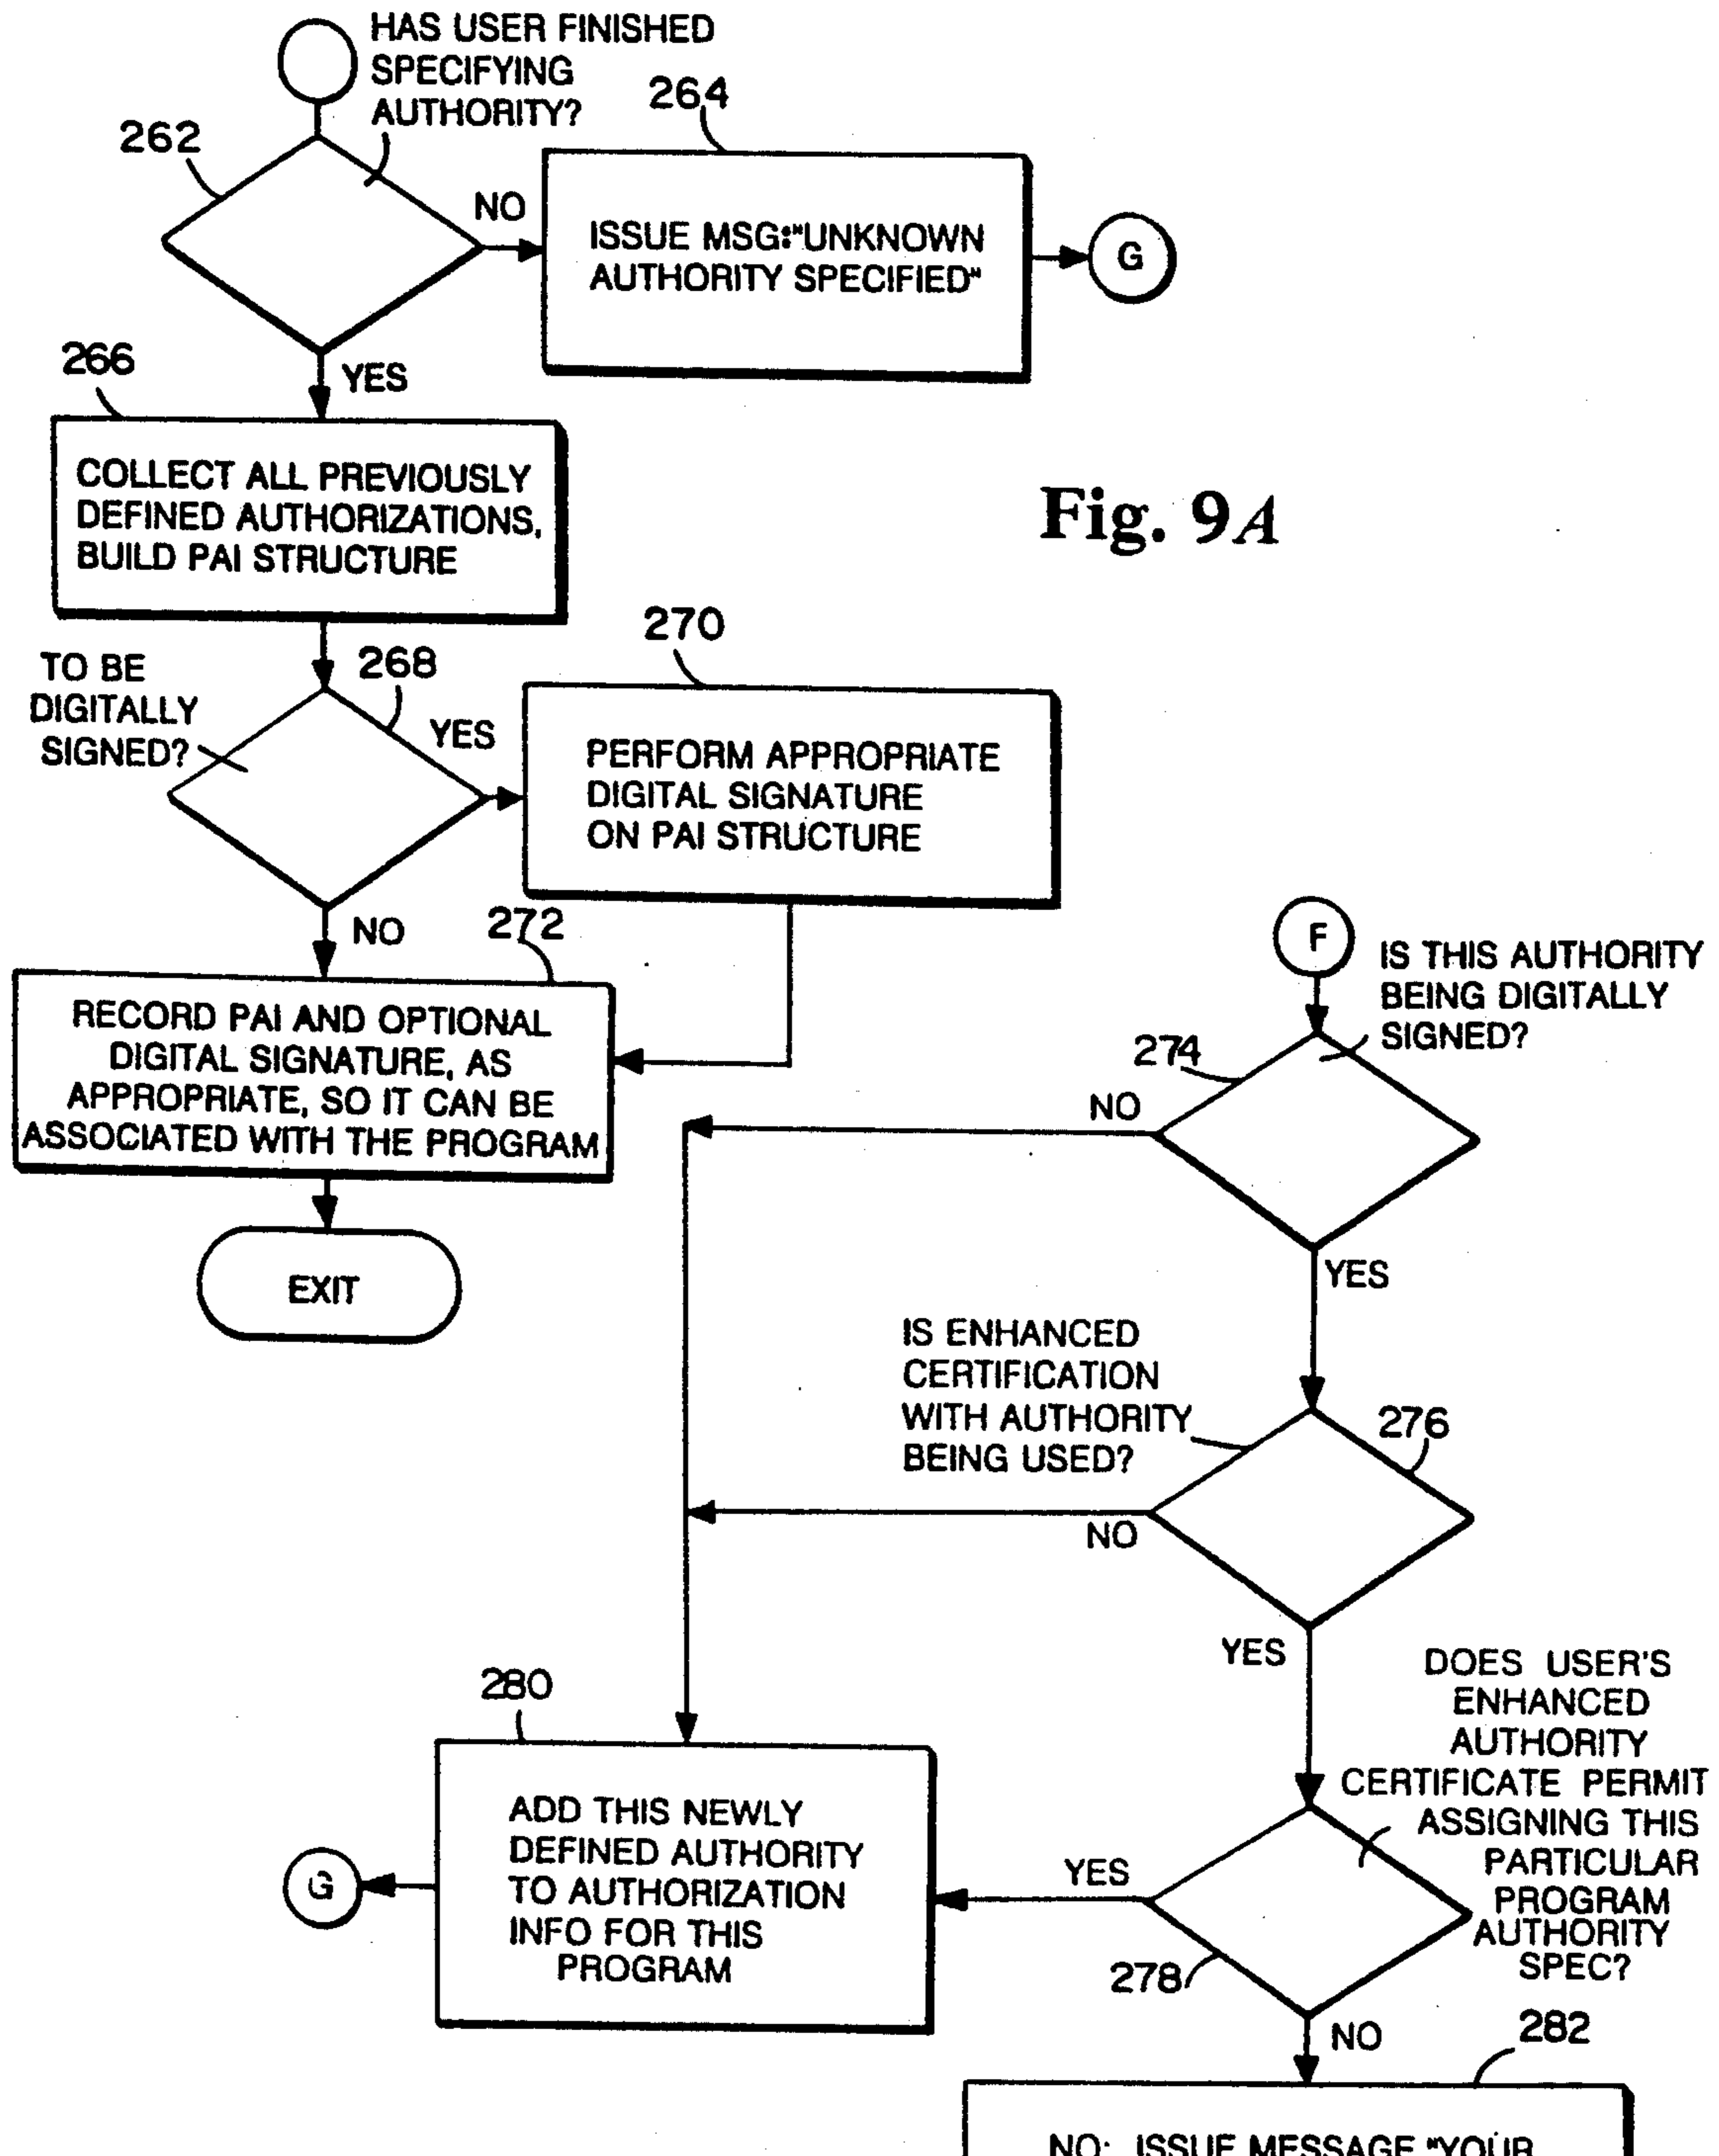 HAS USER FINISHED
SPECIFYING
AUTHORITY?
262
264
NO
ISSUE MSG:"UNKNOWN
AUTHORITY SPECIFIED"
G
YES
266
COLLECT ALL PREVIOUSLY
DEFINED AUTHORIZATIONS,
BUILD PAI STRUCTURE
Fig. 9A
TO BE
DIGITALLY
SIGNED?
268
YES
270
PERFORM APPROPRIATE
DIGITAL SIGNATURE
ON PAI STRUCTURE
NO
272
RECORD PAI AND OPTIONAL
DIGITAL SIGNATURE, AS
APPROPRIATE, SO IT CAN BE
ASSOCIATED WITH THE PROGRAM
EXIT
F
IS THIS AUTHORITY
BEING DIGITALLY
SIGNED?
274
NO
YES
IS ENHANCED
CERTIFICATION
WITH AUTHORITY
BEING USED?
276
NO
YES
DOES USER'S
ENHANCED
AUTHORITY
CERTIFICATE PERMIT
ASSIGNING THIS
PARTICULAR
PROGRAM
AUTHORITY
SPEC?
280
ADD THIS NEWLY
DEFINED AUTHORITY
TO AUTHORIZATION
INFO FOR THIS
PROGRAM
G
YES
278
NO
282
NO: ISSUE MESSAGE "YOUR